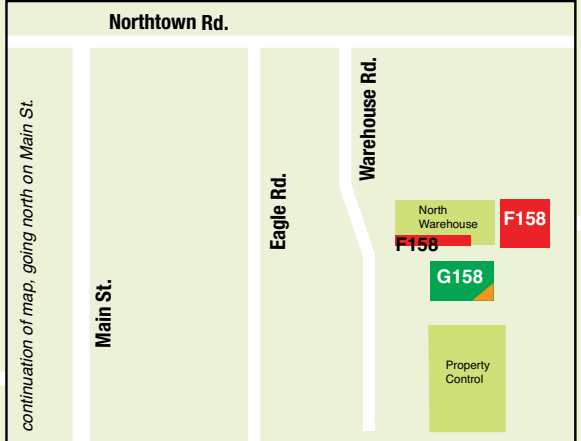 Northtown Rd.
continuation of map, going north on Main St.
Main St.
Eagle Rd.
Warehouse Rd.
North
Warehouse
F158
F158
G158
Property
Control